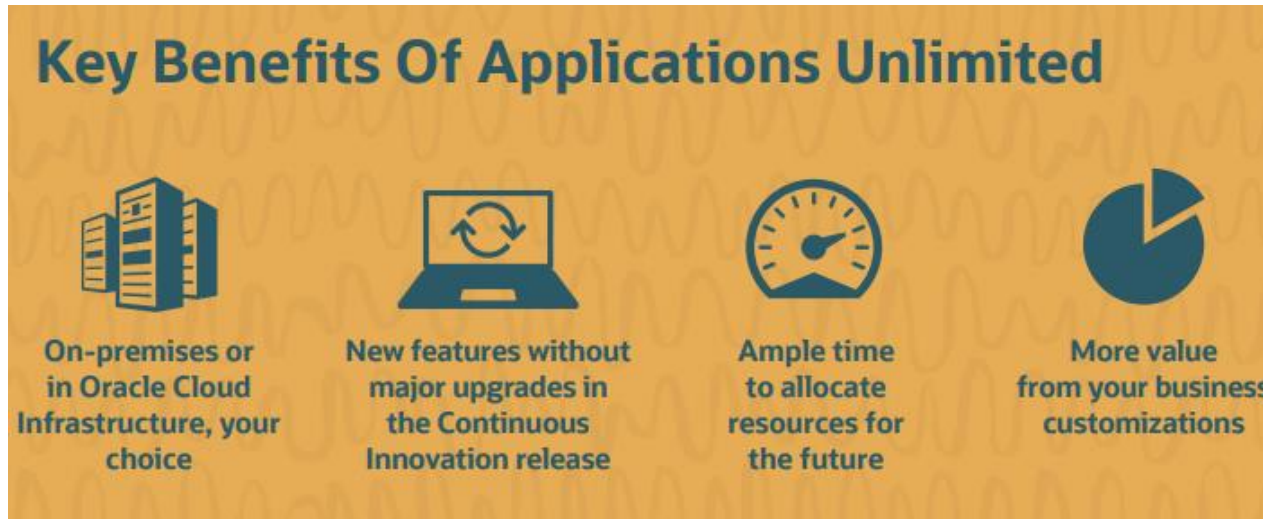 Key Benefits Of Applications Unlimited
On-premises or
in Oracle Cloud
Infrastructure, your
choice
New features without
major upgrades in
the Continuous
Innovation release
Ample time
to allocate
resources for
the future
More value
from your business
customizations